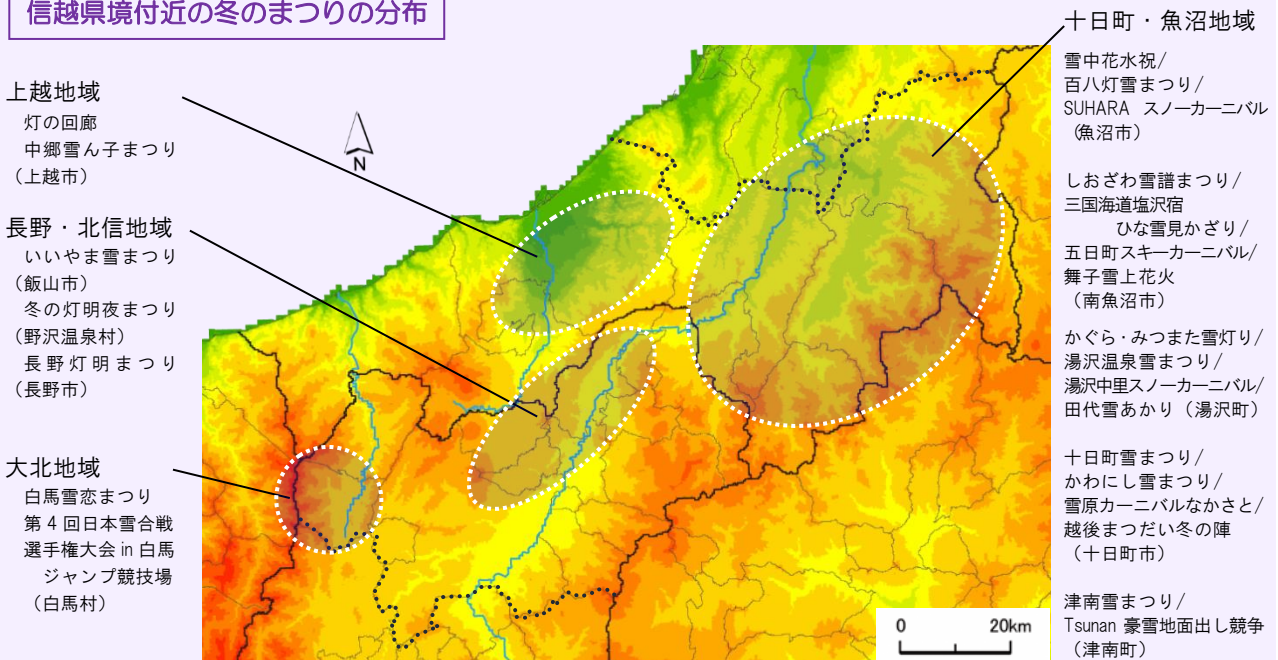 信越県境付近の冬のまつりの分布
上越地域
灯の回廊
中郷雪ん子まつり
（上越市）
長野・北信地域
いいやま雪まつり
（飯山市）
冬の灯明夜まつり
（野沢温泉村）
長野灯明まつり
（長野市）
大北地域
白馬雪恋まつり
第4回日本雪合戦
選手権大会 in 白馬
ジャンプ競技場
（白馬村）
N
十日町・魚沼地域
雪中花水祝/
百八灯雪まつり/
SUHARA スノーカーニバル
（魚沼市）
しおざわ雪譜まつり/
三国海道塩沢宿
ひな雪見かざり/
五日町スキーカーニバル/
舞子雪上花火
（南魚沼市）
かぐら・みつまた雪灯り/
湯沢温泉雪まつり/
湯沢中里スノーカーニバル/
田代雪あかり（湯沢町）
十日町雪まつり/
かわにし雪まつり/
雪原カーニバルなかさと/
越後まつだい冬の陣
（十日町市）
津南雪まつり/
Tsunan 豪雪地面出し競争
（津南町）
0 20km